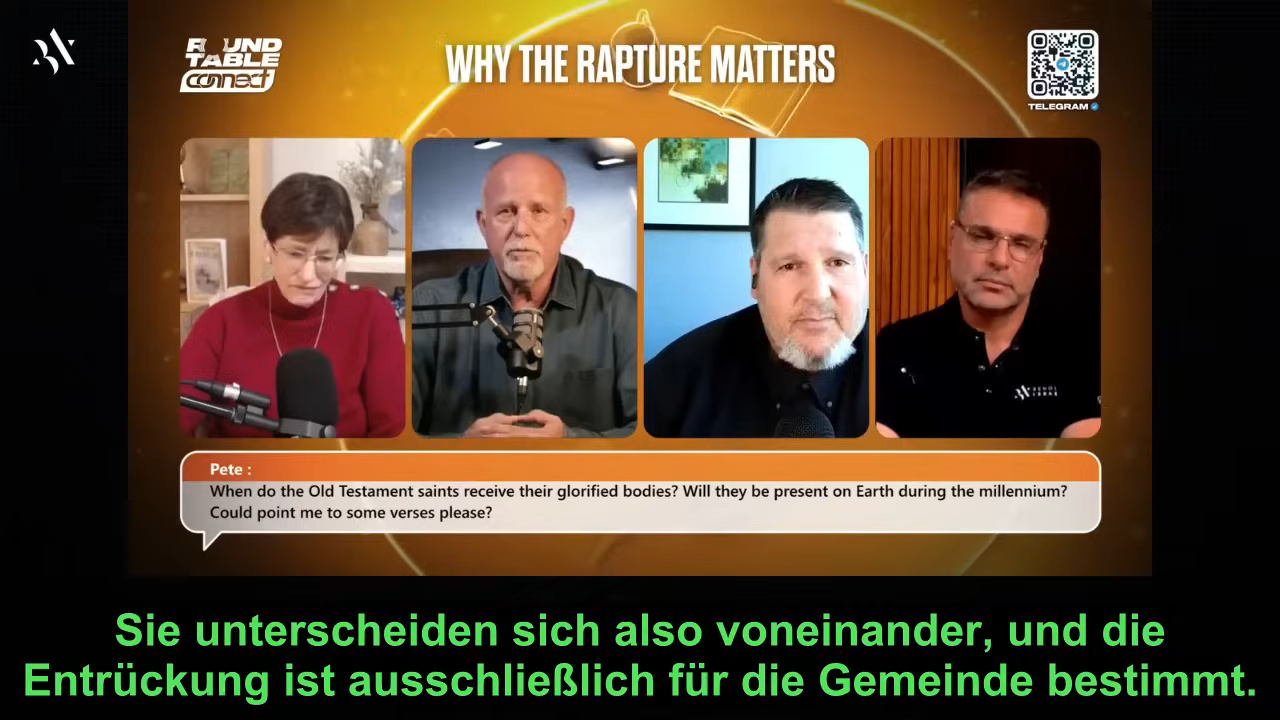 ROUND
TABLE
connect
WHY THE RAPTURE MATTERS
TELEGRAM
Pete :
When do the Old Testament saints receive their glorified bodies? Will they be present on Earth during the millennium?
Could point me to some verses please?
Sie unterscheiden sich also voneinander, und die
Entrückung ist ausschließlich für die Gemeinde bestimmt.